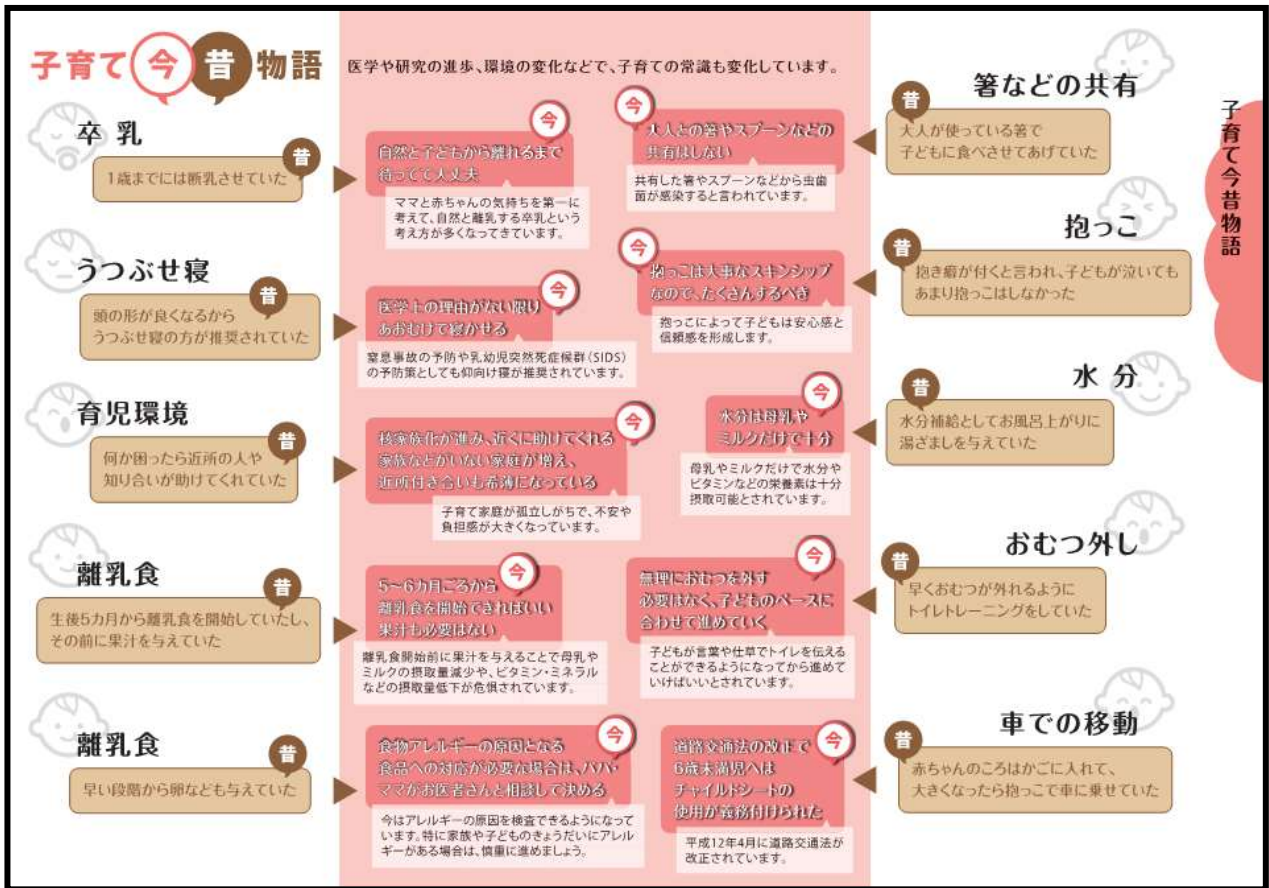 子育て今昔物語
医学や研究の進歩、環境の変化などで、子育ての常識も変化しています。
卒乳
昔
1歳までには断乳させていた
今
自然と子どもから離れるまで
待ってて大丈夫
ママと赤ちゃんの気持ちを第一に
考えて、自然と離乳する卒乳という
考え方が多くなってきています。
うつぶせ寝
昔
頭の形が良くなるから
うつぶせ寝の方が推奨されていた
今
医学上の理由がない限り
あおむけで寝かせる
窒息事故の予防や乳幼児突然死症候群(SIDS)
の予防策としても仰向け寝が推奨されています。
育児環境
昔
何か困ったら近所の人や
知り合いが助けてくれていた
今
核家族化が進み、近くに助けてくれる
家族などがいない家庭が増え、
近所付き合いも希薄になっている
子育て家庭が孤立しがちで、不安や
負担感が大きくなっています。
離乳食
昔
生後5カ月から離乳食を開始していたし、
その前に果汁を与えていた
今
5〜6カ月ごろから
離乳食を開始できればいい
果汁も必要はない
離乳食開始前に果汁を与えることで母乳や
ミルクの摂取量減少や、ビタミン・ミネラル
などの摂取量低下が危惧されています。
離乳食
昔
早い段階から卵なども与えていた
今
食物アレルギーの原因となる
食品への対応が必要な場合は、パパ・
ママがお医者さんと相談して決める
今はアレルギーの原因を検査できるようになって
います。特に家族や子どものきょうだいにアレル
ギーがある場合は、慎重に進めましょう。
箸などの共有
昔
大人が使っている箸で
子どもに食べさせてあげていた
今
大人との箸やスプーンなどの
共有はしない
共有した箸やスプーンなどから虫歯
菌が感染すると言われています。
抱っこ
昔
抱き癖が付くと言われ、子どもが泣いても
あまり抱っこはしなかった
今
抱っこは大事なスキンシップ
なので、たくさんするべき
抱っこによって子どもは安心感と
信頼感を形成します。
水分
昔
水分補給としてお風呂上がりに
湯ざましを与えていた
今
水分は母乳や
ミルクだけで十分
母乳やミルクだけで水分や
ビタミンなどの栄養素は十分
摂取可能とされています。
おむつ外し
昔
早くおむつが外れるように
トイレトレーニングをしていた
今
無理におむつを外す
必要はなく、子どものペースに
合わせて進めていく
子どもが言葉や仕草でトイレを伝える
ことができるようになってから進めて
いけばいいとされています。
車での移動
昔
赤ちゃんのころはかごに入れて、
大きくなったら抱っこで車に乗せていた
今
道路交通法の改正で
6歳未満児へは
チャイルドシートの
使用が義務付けられた
平成12年4月に道路交通法が
改正されています。
子育て今昔物語